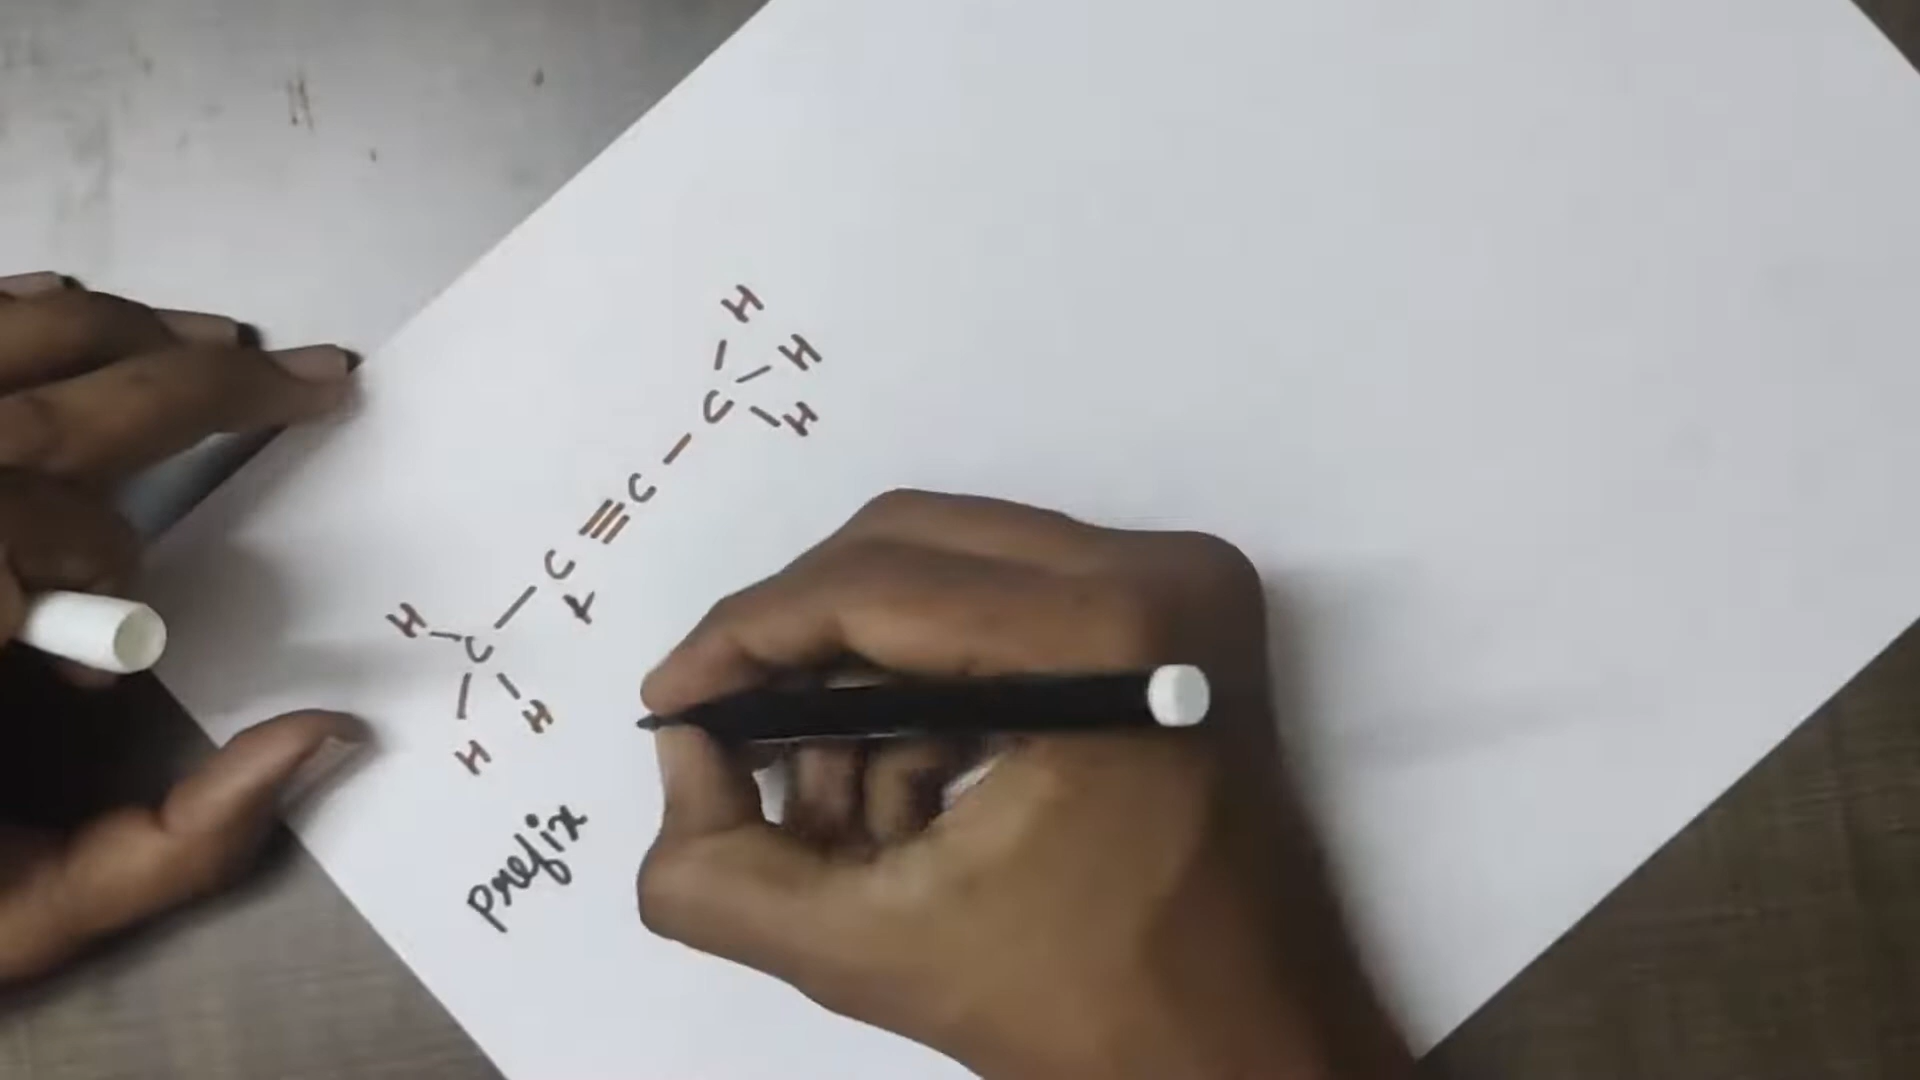 H H
H - C - C ≡ C - C - H
H H
prefix